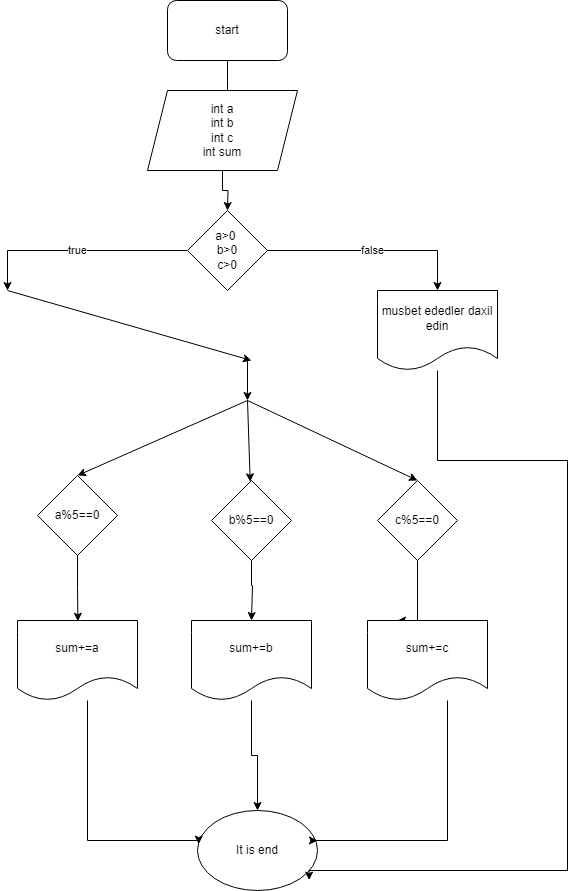 start
int a
int b
int c
int sum
a>0
b>0
c>0
true
false
musbet ededler daxil
edin
a%5==0
b%5==0
c%5==0
sum+=a
sum+=b
sum+=c
It is end